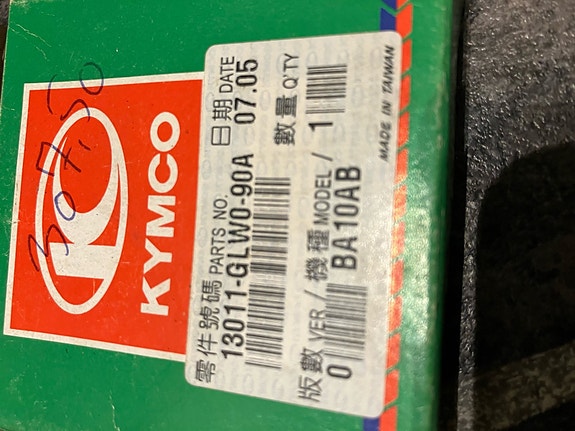 307,50
KYMCO
零件號碼 PARTS NO. 日期 DATE
13011-GLW0-90A 07.05
版數 VER / 機種 MODEL / 數量 Q'TY
0 BA10AB 1
MADE IN TAIWAN